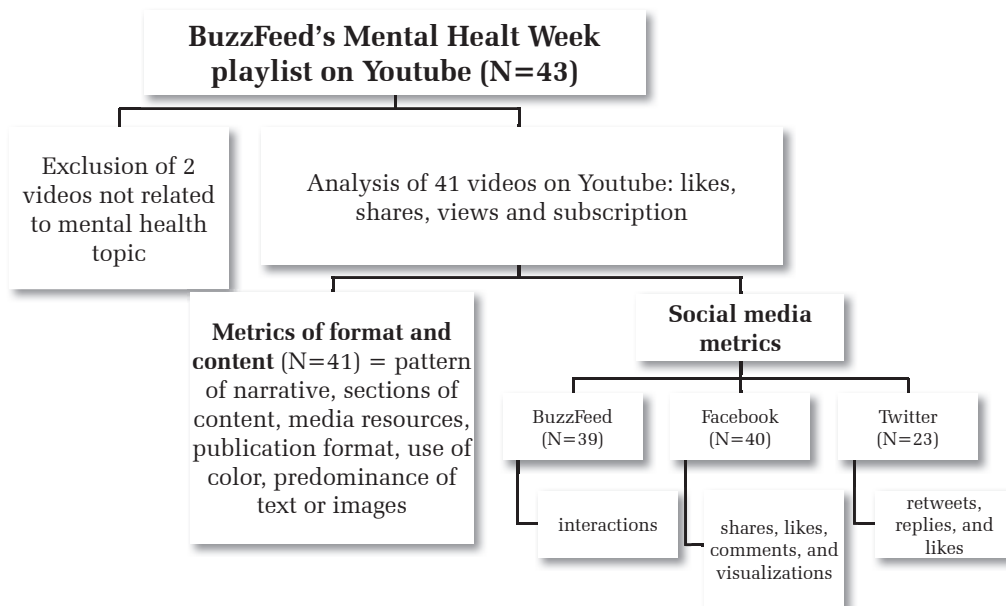 BuzzFeed's Mental Healt Week
playlist on Youtube (N=43)
Exclusion of 2
videos not related
to mental health
topic
Analysis of 41 videos on Youtube: likes,
shares, views and subscription
Metrics of format and
content (N=41) = pattern
of narrative, sections of
content, media resources,
publication format, use of
color, predominance of
text or images
Social media
metrics
BuzzFeed
(N=39)
interactions
Facebook
(N=40)
shares, likes,
comments, and
visualizations
Twitter
(N=23)
retweets,
replies, and
likes